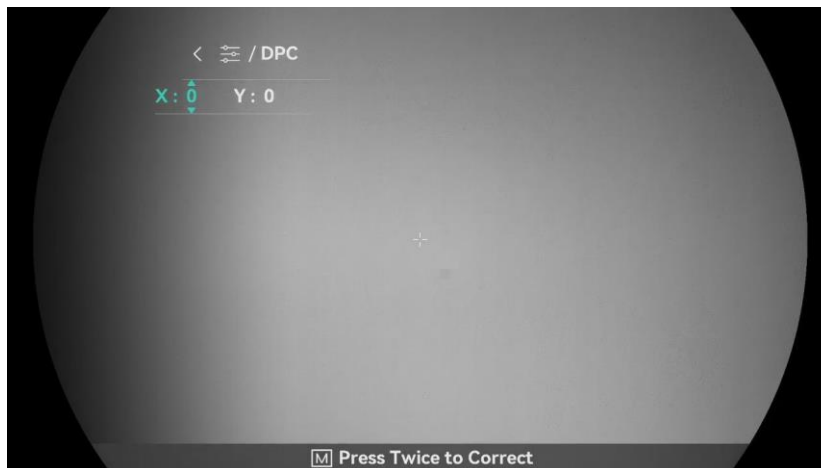 < / DPC
X : 0 Y : 0
M Press Twice to Correct